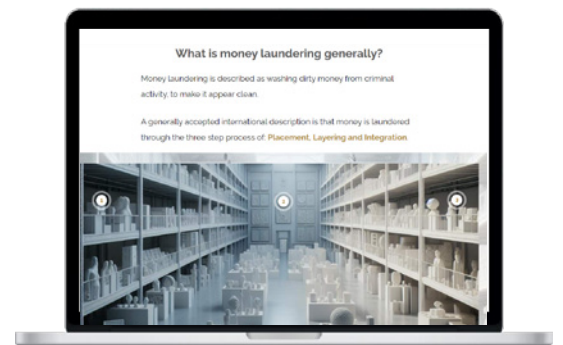 What is money laundering generally?
Money Laundering is described as washing dirty money from criminal
activity, to make it appear clean.
A generally accepted international description is that money is laundered
through the three step process of: Placement, Layering and Integration